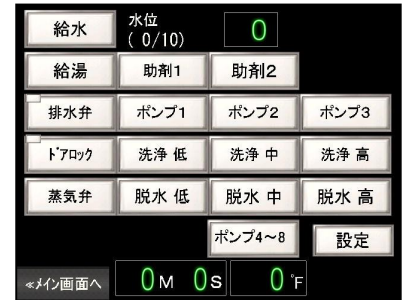 給水 水位 0
( 0/10)
給湯 助剤1 助剤2
排水弁 ポンプ1 ポンプ2 ポンプ3
ドアロック 洗浄 低 洗浄 中 洗浄 高
蒸気弁 脱水 低 脱水 中 脱水 高
ポンプ4~8 設定
≪メイン画面へ 0M 0S 0°F